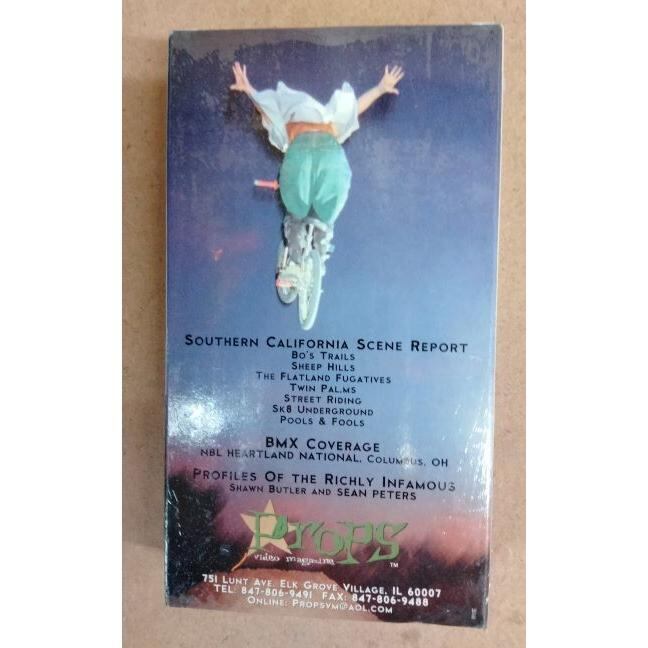 SOUTHERN CALIFORNIA SCENE REPORT
BO'S TRAILS
SHEEP HILLS
THE FLATLAND FUGATIVES
TWIN PALMS
STREET RIDING
SK8 UNDERGROUND
POOLS & FOOLS
BMX COVERAGE
NBL HEARTLAND NATIONAL, COLUMBUS, OH
PROFILES OF THE RICHLY INFAMOUS
SHAWN BUTLER AND SEAN PETERS
PROPS
video magazine TM
751 LUNT AVE. ELK GROVE VILLAGE, IL 60007
TEL: 847-806-9491 FAX: 847-806-9488
ONLINE: PROPSVM@AOL.COM